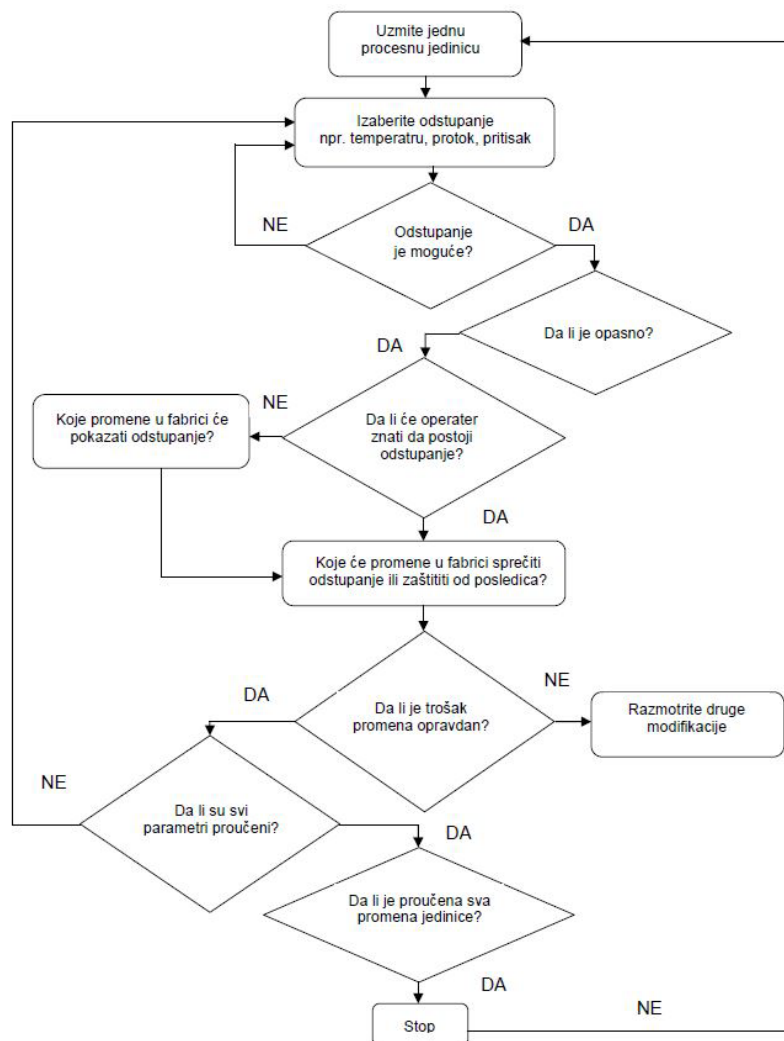 Uzmite jednu
procesnu jedinicu
Izaberite odstupanje
npr. temperatru, protok, pritisak
NE
DA
Odstupanje
je moguće?
Da li je opasno?
DA
NE
Koje promene u fabrici će
pokazati odstupanje?
Da li će operater
znati da postoji
odstupanje?
DA
Koje će promene u fabrici sprečiti
odstupanje ili zaštititi od posledica?
DA
NE
Da li je trošak
promena opravdan?
Razmotrite druge
modifikacije
NE
Da li su svi
parametri proučeni?
DA
Da li je proučena sva
promena jedinice?
DA
NE
Stop